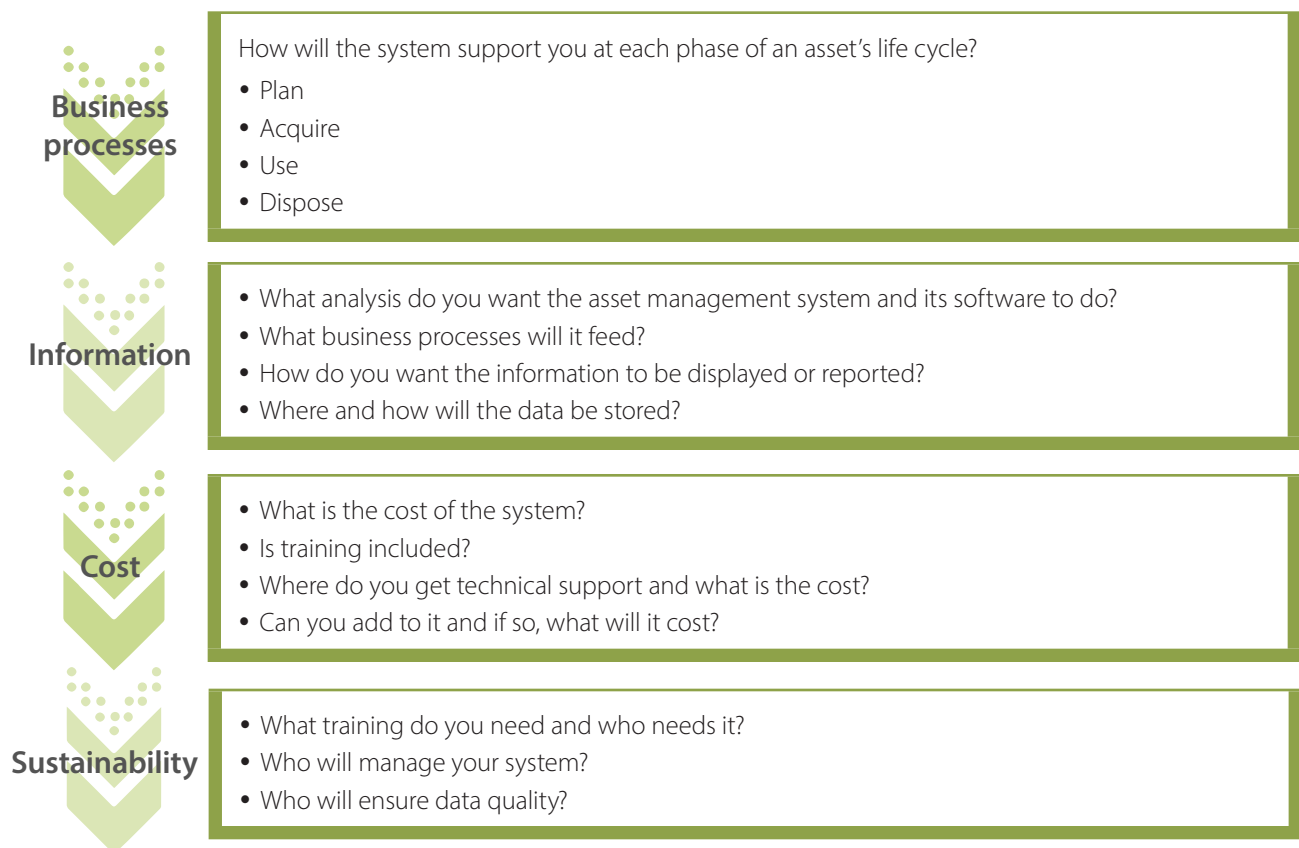 Business
processes
How will the system support you at each phase of an asset’s life cycle?
• Plan
• Acquire
• Use
• Dispose
Information
• What analysis do you want the asset management system and its software to do?
• What business processes will it feed?
• How do you want the information to be displayed or reported?
• Where and how will the data be stored?
Cost
• What is the cost of the system?
• Is training included?
• Where do you get technical support and what is the cost?
• Can you add to it and if so, what will it cost?
Sustainability
• What training do you need and who needs it?
• Who will manage your system?
• Who will ensure data quality?